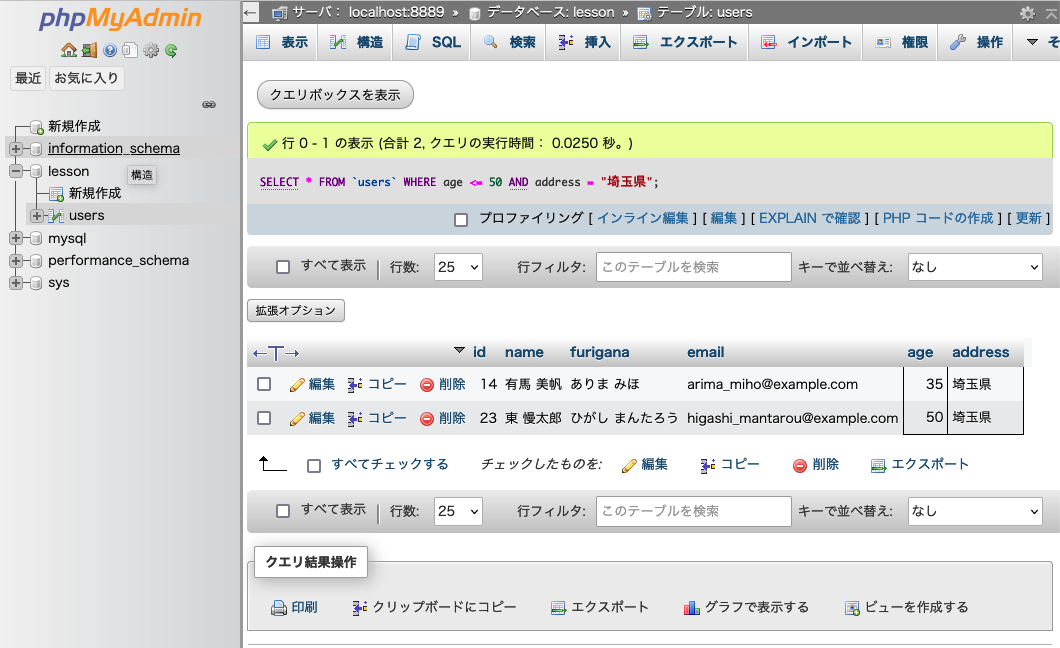 phpMyAdmin
最近 お気に入り
新規作成
information_schema
lesson
構造
新規作成
users
mysql
performance_schema
sys
サーバ: localhost:8889 » データベース: lesson » テーブル: users
表示 構造 SQL 検索 挿入 エクスポート インポート 権限 操作 そ
クエリボックスを表示
行 0 - 1 の表示 (合計 2, クエリの実行時間: 0.0250 秒。)
SELECT * FROM `users` WHERE age <= 50 AND address = "埼玉県";
プロファイリング [ インライン編集 ] [ 編集 ] [ EXPLAIN で確認 ] [ PHP コードの作成 ] [ 更新 ]
すべて表示 | 行数: 25 行フィルタ: このテーブルを検索 キーで並べ替え: なし
拡張オプション
←T→ id name furigana email age address
編集 コピー 削除 14 有馬 美帆 ありま みほ arima_miho@example.com 35 埼玉県
編集 コピー 削除 23 東 慢太郎 ひがし まんたろう higashi_mantarou@example.com 50 埼玉県
すべてチェックする チェックしたものを: 編集 コピー 削除 エクスポート
すべて表示 | 行数: 25 行フィルタ: このテーブルを検索 キーで並べ替え: なし
クエリ結果操作
印刷 クリップボードにコピー エクスポート グラフで表示する ビューを作成する